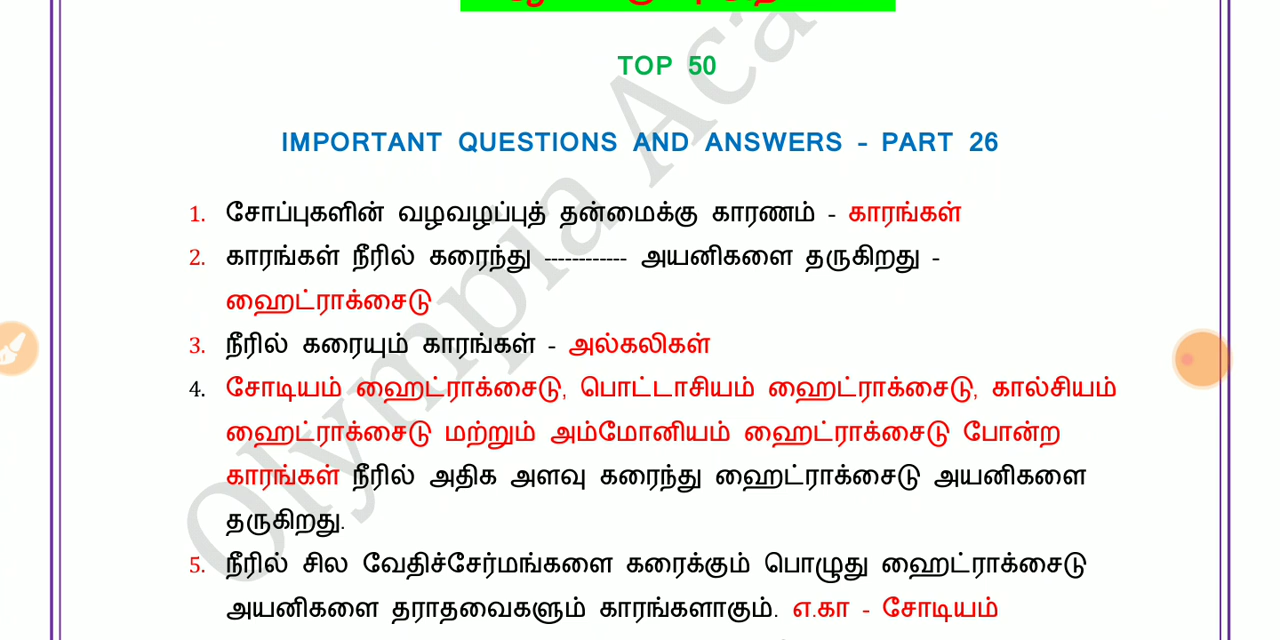 TOP 50
IMPORTANT QUESTIONS AND ANSWERS - PART 26
1. சோப்புகளின் வழவழப்புத் தன்மைக்கு காரணம் - காரங்கள்
2. காரங்கள் நீரில் கரைந்து ------------ அயனிகளை தருகிறது -
ஹைட்ராக்சைடு
3. நீரில் கரையும் காரங்கள் - அல்கலிகள்
4. சோடியம் ஹைட்ராக்சைடு, பொட்டாசியம் ஹைட்ராக்சைடு, கால்சியம்
ஹைட்ராக்சைடு மற்றும் அம்மோனியம் ஹைட்ராக்சைடு போன்ற
காரங்கள் நீரில் அதிக அளவு கரைந்து ஹைட்ராக்சைடு அயனிகளை
தருகிறது.
5. நீரில் சில வேதிச்சேர்மங்களை கரைக்கும் பொழுது ஹைட்ராக்சைடு
அயனிகளை தராதவைகளும் காரங்களாகும். எ.கா - சோடியம்
Olympia Aca